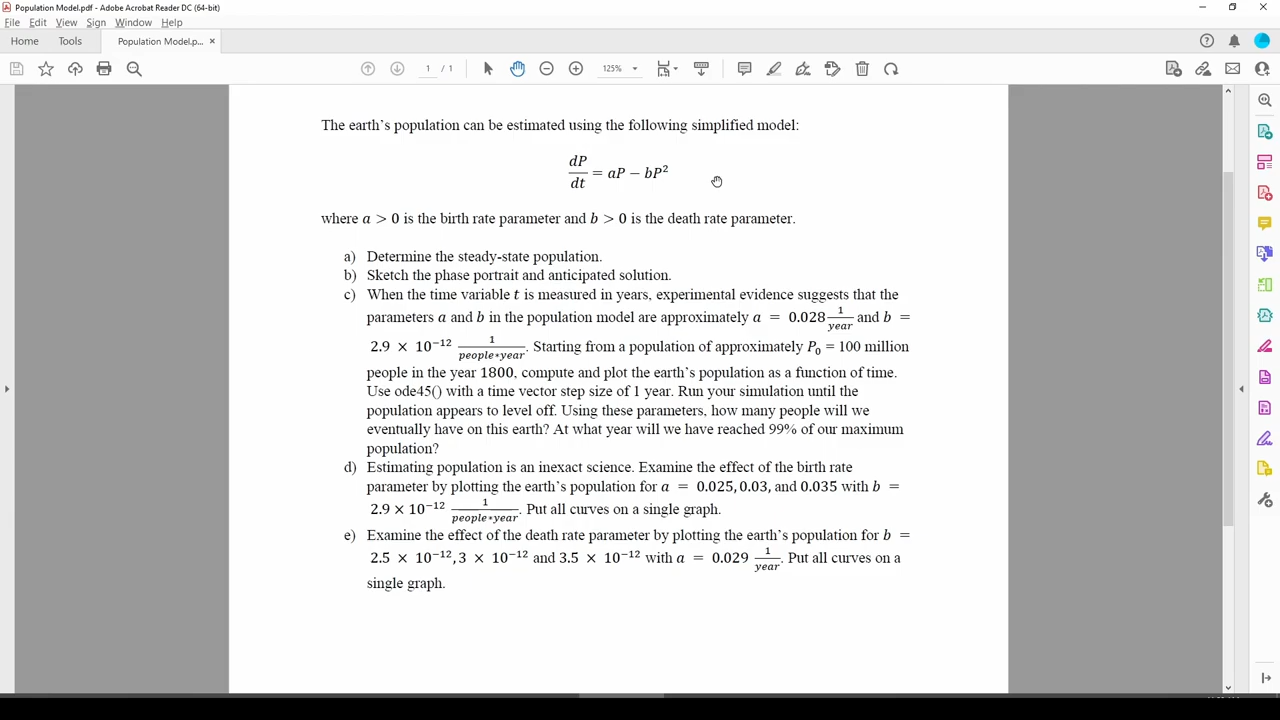 Population Model.pdf - Adobe Acrobat Reader DC (64-bit)
File Edit View Sign Window Help
Home Tools Population Model.p... ×
1 / 1 125%
The earth's population can be estimated using the following simplified model:
dP/dt = aP − bP²
where a > 0 is the birth rate parameter and b > 0 is the death rate parameter.
a) Determine the steady-state population.
b) Sketch the phase portrait and anticipated solution.
c) When the time variable t is measured in years, experimental evidence suggests that the
parameters a and b in the population model are approximately a = 0.028 1/year and b =
2.9 × 10⁻¹² 1/people*year. Starting from a population of approximately P₀ = 100 million
people in the year 1800, compute and plot the earth's population as a function of time.
Use ode45() with a time vector step size of 1 year. Run your simulation until the
population appears to level off. Using these parameters, how many people will we
eventually have on this earth? At what year will we have reached 99% of our maximum
population?
d) Estimating population is an inexact science. Examine the effect of the birth rate
parameter by plotting the earth's population for a = 0.025, 0.03, and 0.035 with b =
2.9 × 10⁻¹² 1/people*year. Put all curves on a single graph.
e) Examine the effect of the death rate parameter by plotting the earth's population for b =
2.5 × 10⁻¹², 3 × 10⁻¹² and 3.5 × 10⁻¹² with a = 0.029 1/year. Put all curves on a
single graph.